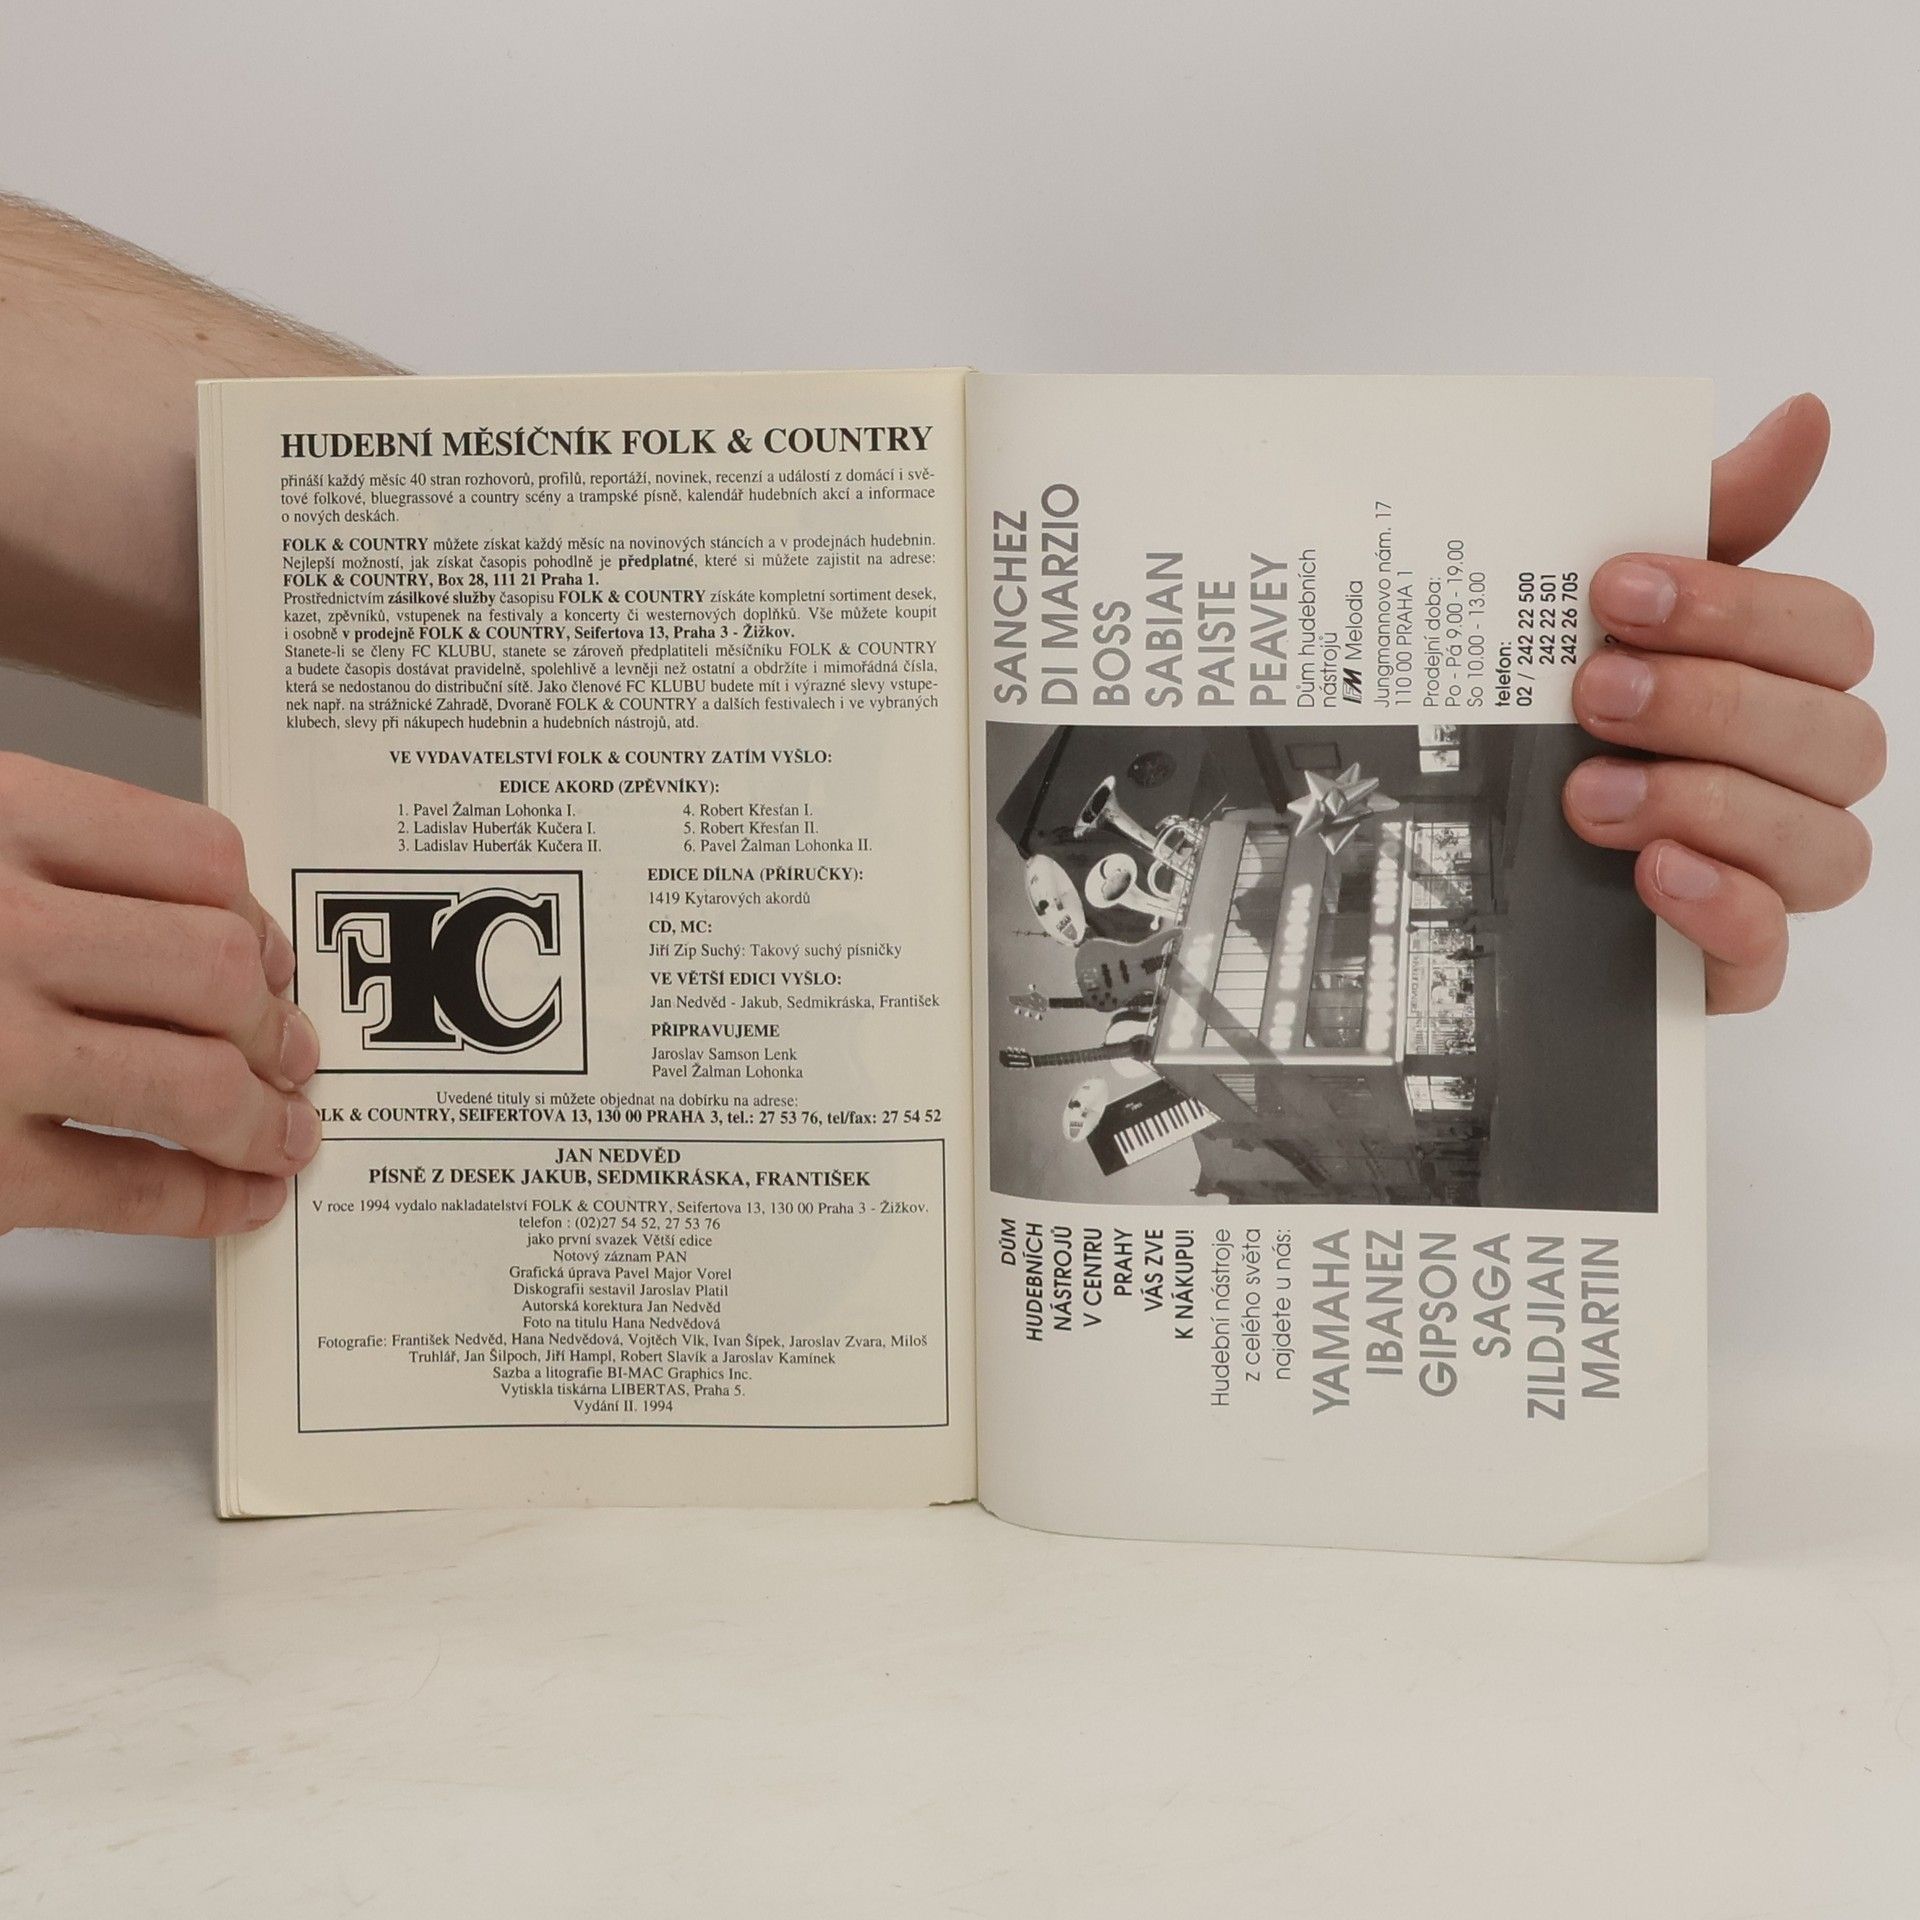 HUDEBNÍ MĚSÍČNÍK FOLK & COUNTRY
přináší každý měsíc 40 stran rozhovorů, profilů, reportáží, novinek, recenzí a událostí z domácí i svě-
tové folkové, bluegrassové a country scény a trampské písně, kalendář hudebních akcí a informace
o nových deskách.
FOLK & COUNTRY můžete získat každý měsíc na novinových stáncích a v prodejnách hudebnin.
Nejlepší možností, jak získat časopis pohodlně je předplatné, které si můžete zajistit na adrese:
FOLK & COUNTRY, Box 28, 111 21 Praha 1.
Prostřednictvím zásilkové služby časopisu FOLK & COUNTRY získáte kompletní sortiment desek,
kazet, zpěvníků, vstupenek na festivaly a koncerty či westernových doplňků. Vše můžete koupit
i osobně v prodejně FOLK & COUNTRY, Seifertova 13, Praha 3 - Žižkov.
Stanete-li se členy FC KLUBU, stanete se zároveň předplatiteli měsíčníku FOLK & COUNTRY
a budete časopis dostávat pravidelně, spolehlivě a levněji než ostatní a obdržíte i mimořádná čísla,
která se nedostanou do distribuční sítě. Jako členové FC KLUBU budete mít i výrazné slevy vstupe-
nek např. na strážnické Zahradě, Dvoraně FOLK & COUNTRY a dalších festivalech i ve vybraných
klubech, slevy při nákupech hudebnin a hudebních nástrojů, atd.
VE VYDAVATELSTVÍ FOLK & COUNTRY ZATÍM VYŠLO:
EDICE AKORD (ZPĚVNÍKY):
1. Pavel Žalman Lohonka I.
2. Ladislav Huberťák Kučera I.
3. Ladislav Huberťák Kučera II.
4. Robert Křesťan I.
5. Robert Křesťan II.
6. Pavel Žalman Lohonka II.
FC
EDICE DÍLNA (PŘÍRUČKY):
1419 Kytarových akordů
CD, MC:
Jiří Zip Suchý: Takový suchý písničky
VE VĚTŠÍ EDICI VYŠLO:
Jan Nedvěd - Jakub, Sedmikráska, František
PŘIPRAVUJEME
Jaroslav Samson Lenk
Pavel Žalman Lohonka
Uvedené tituly si můžete objednat na dobírku na adrese:
LK & COUNTRY, SEIFERTOVA 13, 130 00 PRAHA 3, tel.: 27 53 76, tel/fax: 27 54 52
JAN NEDVĚD
PÍSNĚ Z DESEK JAKUB, SEDMIKRÁSKA, FRANTIŠEK
V roce 1994 vydalo nakladatelství FOLK & COUNTRY, Seifertova 13, 130 00 Praha 3 - Žižkov.
telefon : (02)27 54 52, 27 53 76
jako první svazek Větší edice
Notový záznam PAN
Grafická úprava Pavel Major Vorel
Diskografii sestavil Jaroslav Platil
Autorská korektura Jan Nedvěd
Foto na titulu Hana Nedvědová
Fotografie: František Nedvěd, Hana Nedvědová, Vojtěch Vlk, Ivan Šípek, Jaroslav Zvara, Miloš
Truhlář, Jan Šilpoch, Jiří Hampl, Robert Slavík a Jaroslav Kamínek
Sazba a litografie BI-MAC Graphics Inc.
Vytiskla tiskárna LIBERTAS, Praha 5.
Vydání II. 1994
DŮM
HUDEBNÍCH
NÁSTROJŮ
V CENTRU
PRAHY
VÁS ZVE
K NÁKUPU!
Hudební nástroje
z celého světa
najdete u nás:
YAMAHA
IBANEZ
GIPSON
SAGA
ZILDJIAN
MARTIN
SANCHEZ
DI MARZIO
BOSS
SABIAN
PAISTE
PEAVEY
Dům hudebních
nástrojů
Melodia
Jungmannovo nám. 17
110 00 PRAHA 1
Prodejní doba:
Po - Pá 9.00 - 19.00
So 10.00 - 13.00
telefon:
02 / 242 22 500
242 22 501
242 26 705